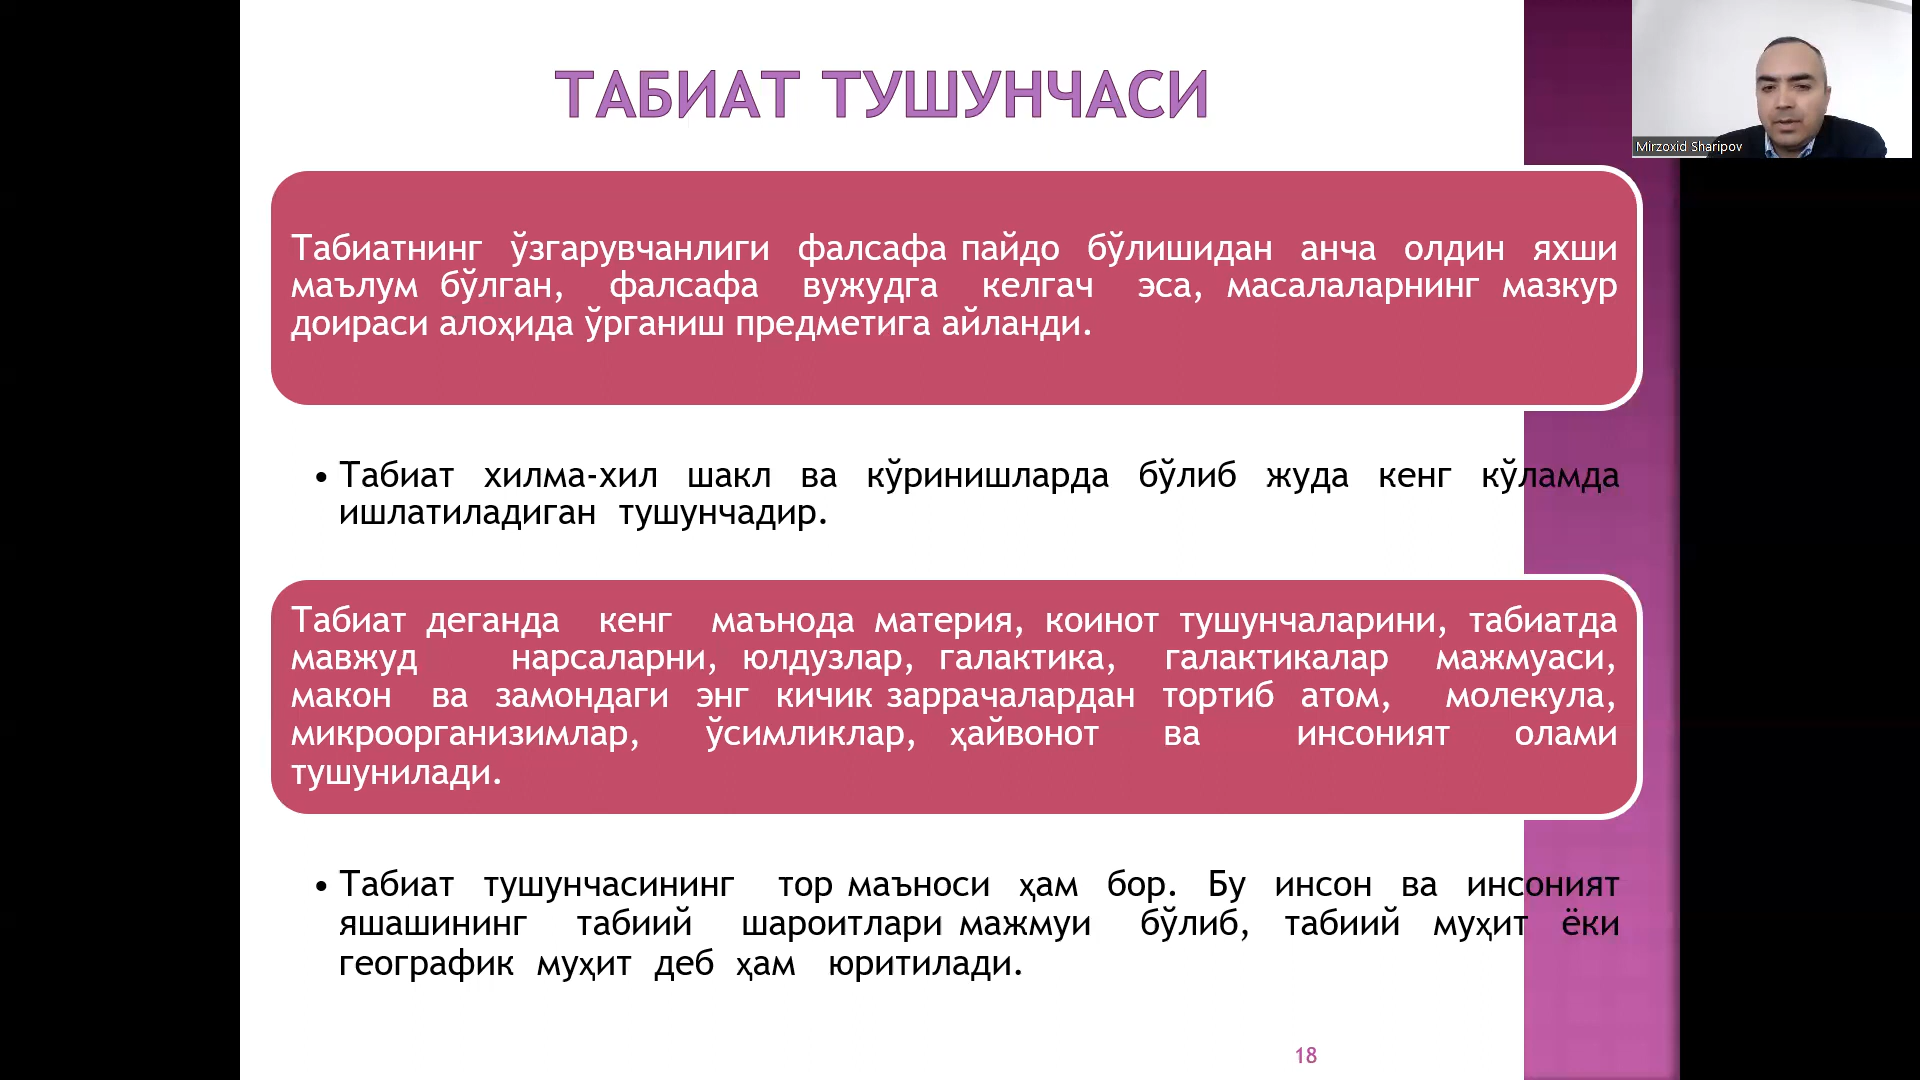 ТАБИАТ ТУШУНЧАСИ
Mirzoxid Sharipov
Табиатнинг ўзгарувчанлиги фалсафа пайдо бўлишидан анча олдин яхши
маълум бўлган, фалсафа вужудга келгач эса, масалаларнинг мазкур
доираси алоҳида ўрганиш предметига айланди.
• Табиат хилма-хил шакл ва кўринишларда бўлиб жуда кенг кўламда
ишлатиладиган тушунчадир.
Табиат деганда кенг маънода материя, коинот тушунчаларини, табиатда
мавжуд нарсаларни, юлдузлар, галактика, галактикалар мажмуаси,
макон ва замондаги энг кичик заррачалардан тортиб атом, молекула,
микроорганизимлар, ўсимликлар, ҳайвонот ва инсоният олами
тушунилади.
• Табиат тушунчасининг тор маъноси ҳам бор. Бу инсон ва инсоният
яшашининг табиий шароитлари мажмуи бўлиб, табиий муҳит ёки
географик муҳит деб ҳам юритилади.
18